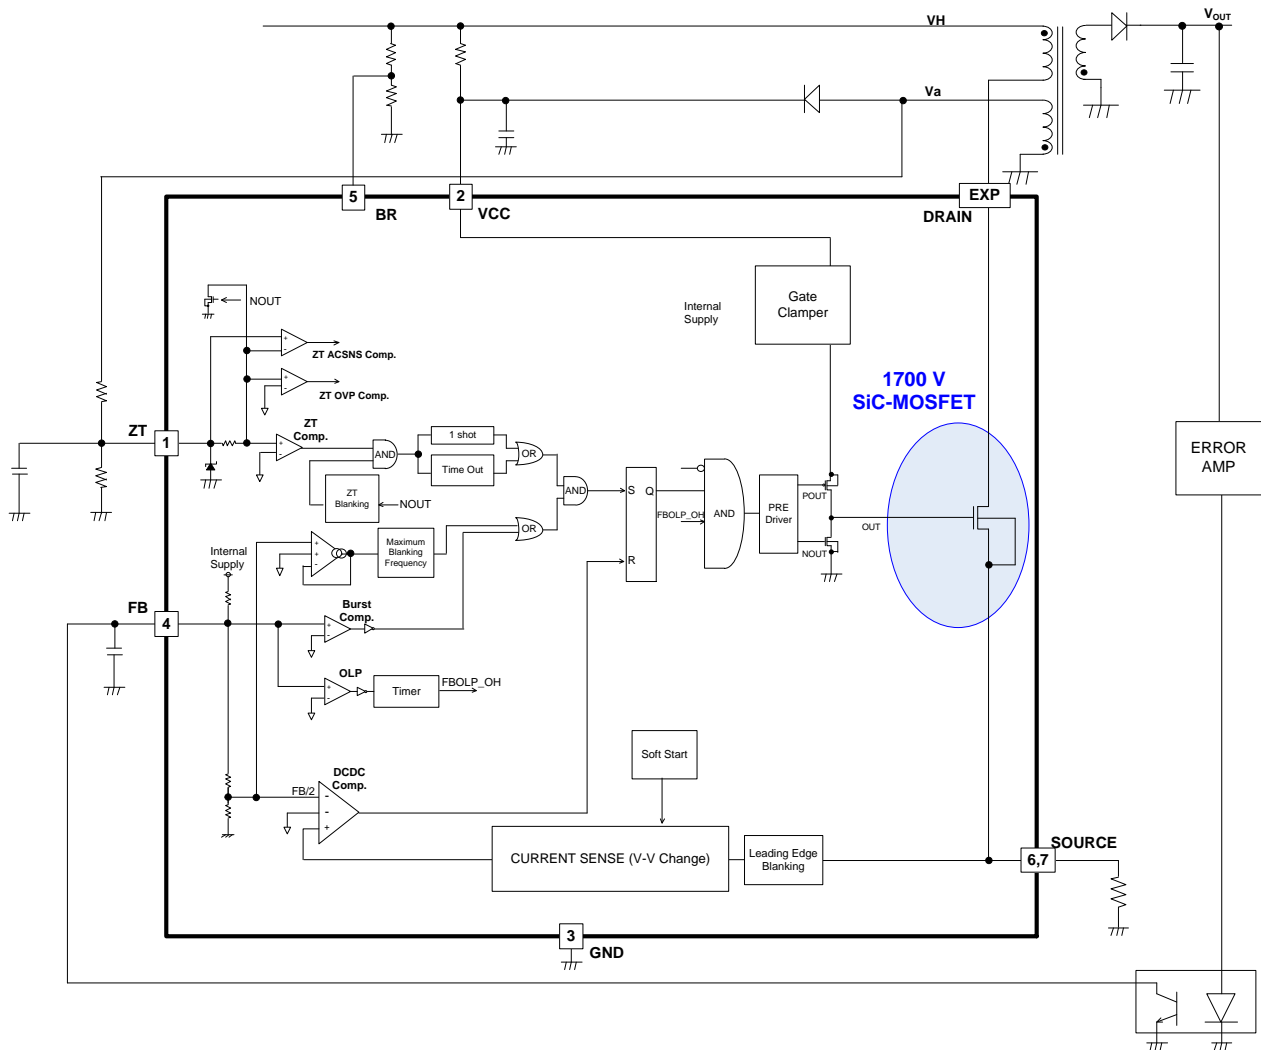 VH
VOUT
Va
5
BR
2
VCC
EXP
DRAIN
NOUT
Internal
Supply
Gate
Clamper
ZT ACSNS Comp.
ZT OVP Comp.
1700 V
SiC-MOSFET
ZT
1
ZT
Comp.
AND
1 shot
Time Out
OR
ZT
Blanking
NOUT
AND
OR
S
Q
R
FBOLP_OH
AND
PRE
Driver
POUT
NOUT
OUT
ERROR
AMP
Internal
Supply
Maximum
Blanking
Frequency
FB
4
Burst
Comp.
OLP
Timer
FBOLP_OH
Soft Start
DCDC
Comp.
FB/2
CURRENT SENSE (V-V Change)
Leading Edge
Blanking
SOURCE
6,7
3
GND